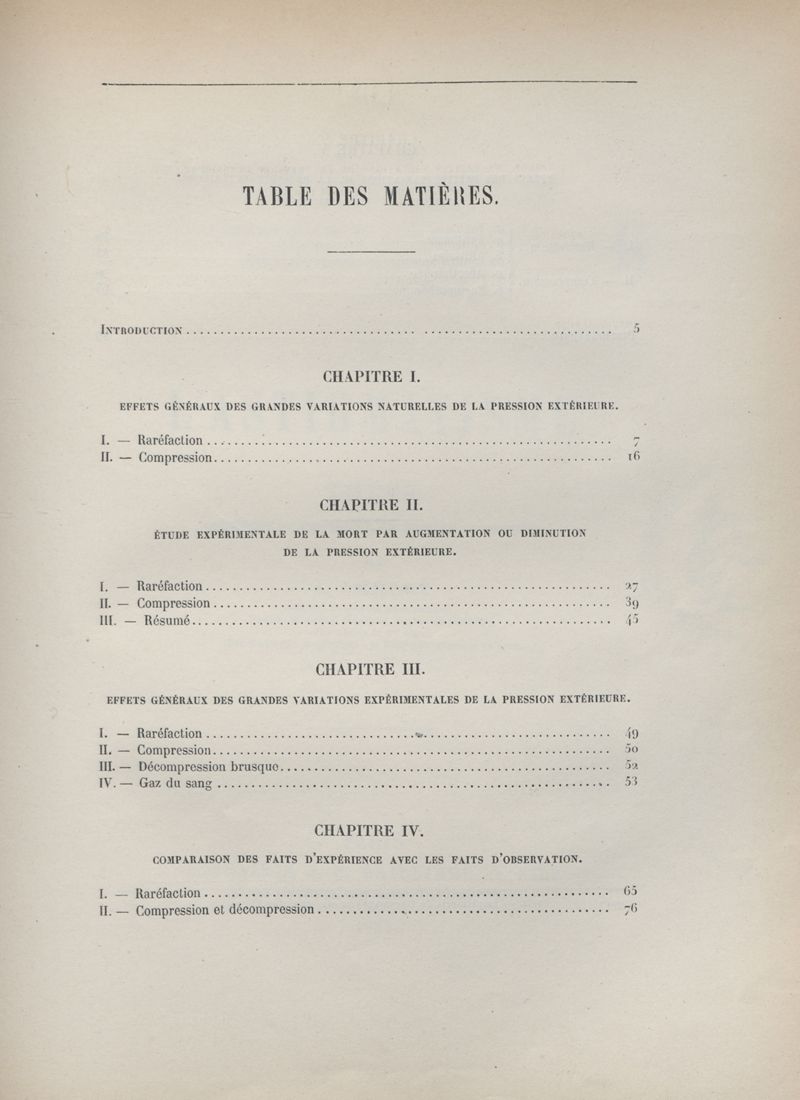 TABLE DES MATIÈRES.
INTRODUCTION 5
CHAPITRE I.
EFFETS GÉNÉRAUX DES GRANDES VARIATIONS NATURELLES DE LA PRESSION EXTÉRIEURE.
I. — Raréfaction 7
II. — Compression 16
CHAPITRE II.
ÉTUDE EXPÉRIMENTALE DE LA MORT PAR AUGMENTATION OU DIMINUTION
DE LA PRESSION EXTÉRIEURE.
I. — Raréfaction 27
II. — Compression 39
III. — Résumé 45
CHAPITRE III.
EFFETS GÉNÉRAUX DES GRANDES VARIATIONS EXPÉRIMENTALES DE LA PRESSION EXTÉRIEURE.
I. — Raréfaction 49
II. — Compression 50
III. — Décompression brusque 52
IV. — Gaz du sang 53
CHAPITRE IV.
COMPARAISON DES FAITS D'EXPÉRIENCE AVEC LES FAITS D'OBSERVATION.
I. — Raréfaction 65
II. — Compression et décompression 76